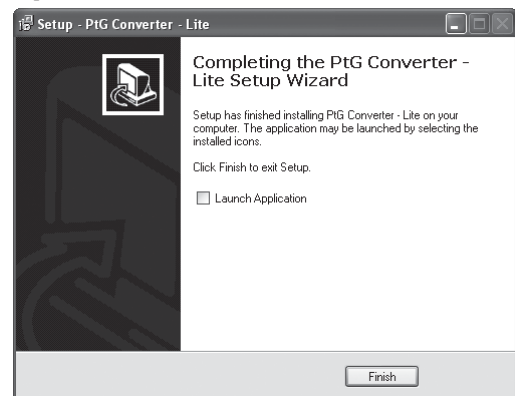 Setup - PtG Converter - Lite
Completing the PtG Converter -
Lite Setup Wizard
Setup has finished installing PtG Converter - Lite on your
computer. The application may be launched by selecting the
installed icons.
Click Finish to exit Setup.
Launch Application
Finish